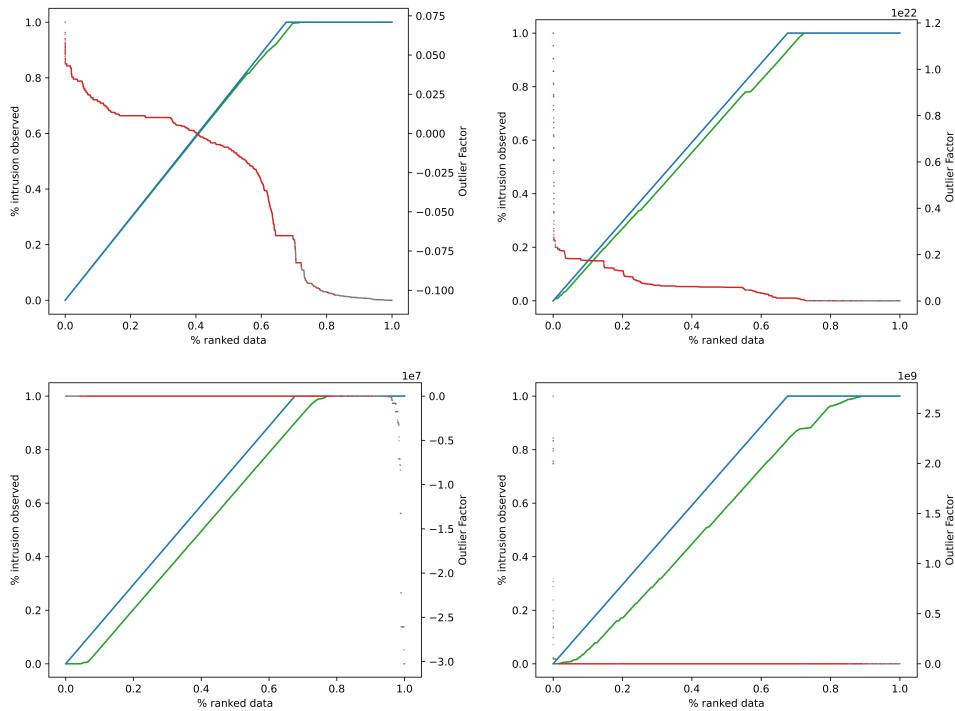 1.0
0.8
0.6
0.4
0.2
0.0
% intrusion observed
0.0 0.2 0.4 0.6 0.8 1.0
% ranked data
0.075
0.050
0.025
0.000
−0.025
−0.050
−0.075
−0.100
Outlier Factor
1e22
1.0
0.8
0.6
0.4
0.2
0.0
% intrusion observed
0.0 0.2 0.4 0.6 0.8 1.0
% ranked data
1.2
1.0
0.8
0.6
0.4
0.2
0.0
Outlier Factor
1e7
1.0
0.8
0.6
0.4
0.2
0.0
% intrusion observed
0.0 0.2 0.4 0.6 0.8 1.0
% ranked data
0.0
−0.5
−1.0
−1.5
−2.0
−2.5
−3.0
Outlier Factor
1e9
1.0
0.8
0.6
0.4
0.2
0.0
% intrusion observed
0.0 0.2 0.4 0.6 0.8 1.0
% ranked data
2.5
2.0
1.5
1.0
0.5
0.0
Outlier Factor